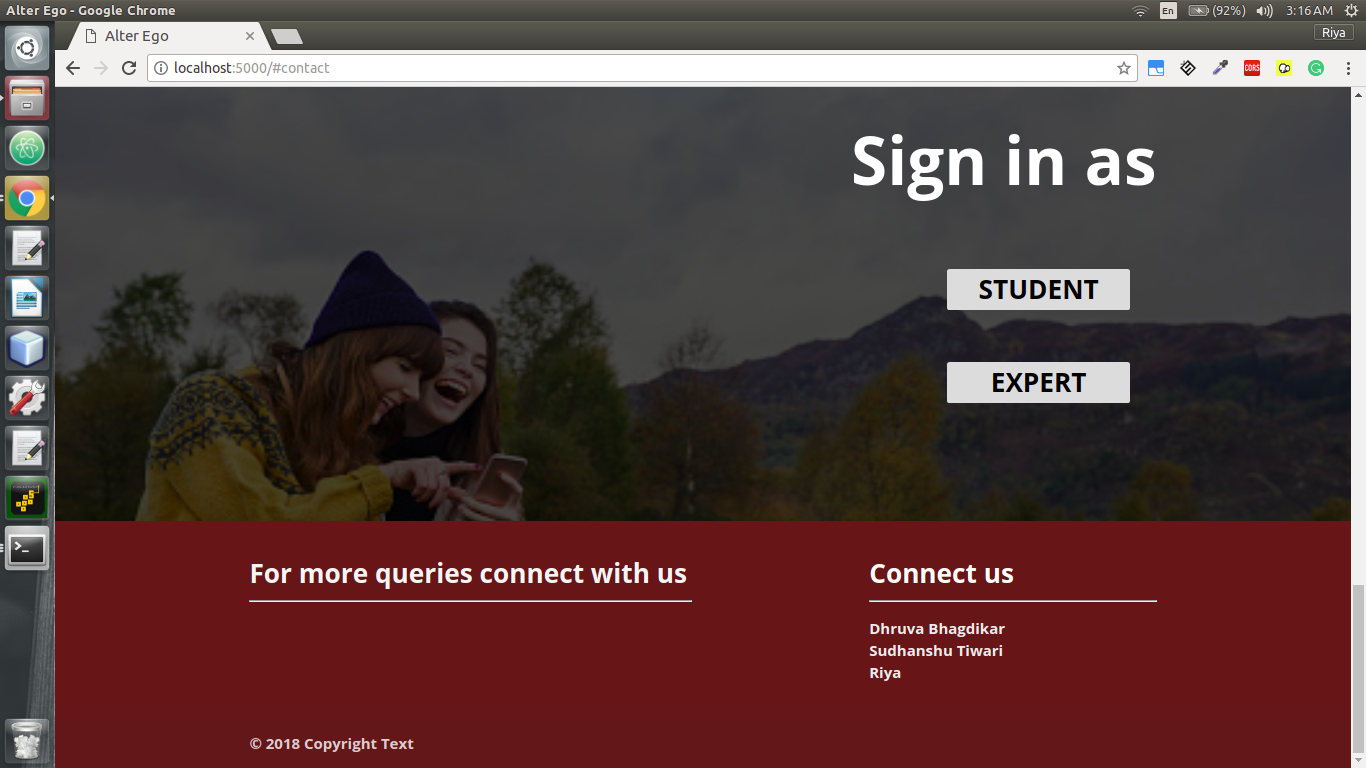 Alter Ego - Google Chrome
En
(92%)
3:16 AM
Alter Ego
Riya
localhost:5000/#contact
CORS
Sign in as
STUDENT
EXPERT
For more queries connect with us
Connect us
Dhruva Bhagdikar
Sudhanshu Tiwari
Riya
© 2018 Copyright Text